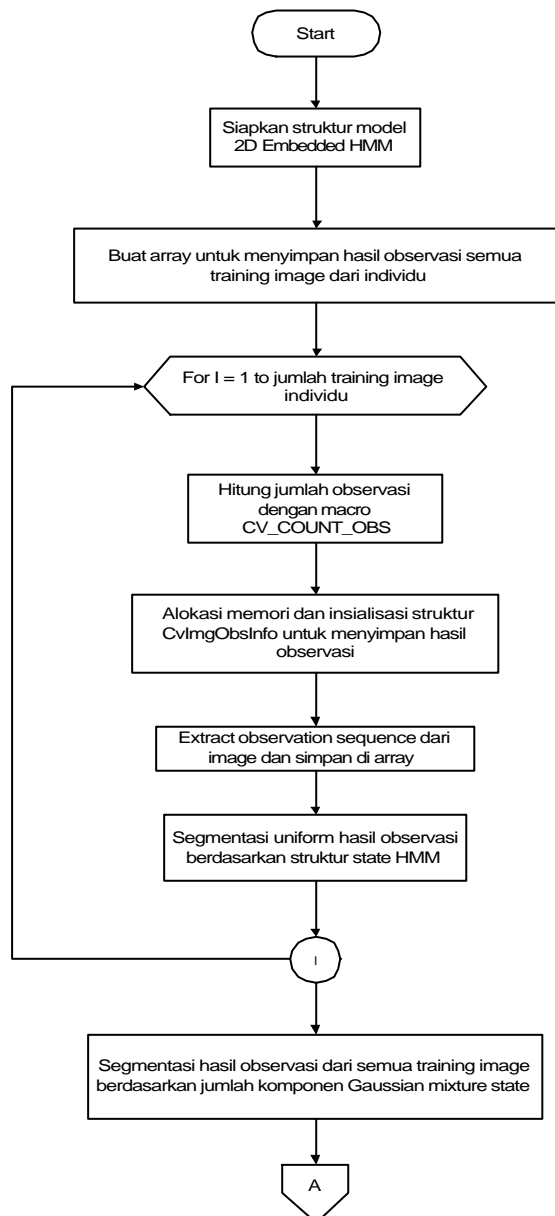 Start
Siapkan struktur model
2D Embedded HMM
Buat array untuk menyimpan hasil observasi semua
training image dari individu
For I = 1 to jumlah training image
individu
Hitung jumlah observasi
dengan macro
CV_COUNT_OBS
Alokasi memori dan insialisasi struktur
CvImgObsInfo untuk menyimpan hasil
observasi
Extract observation sequence dari
image dan simpan di array
Segmentasi uniform hasil observasi
berdasarkan struktur state HMM
I
Segmentasi hasil observasi dari semua training image
berdasarkan jumlah komponen Gaussian mixture state
A